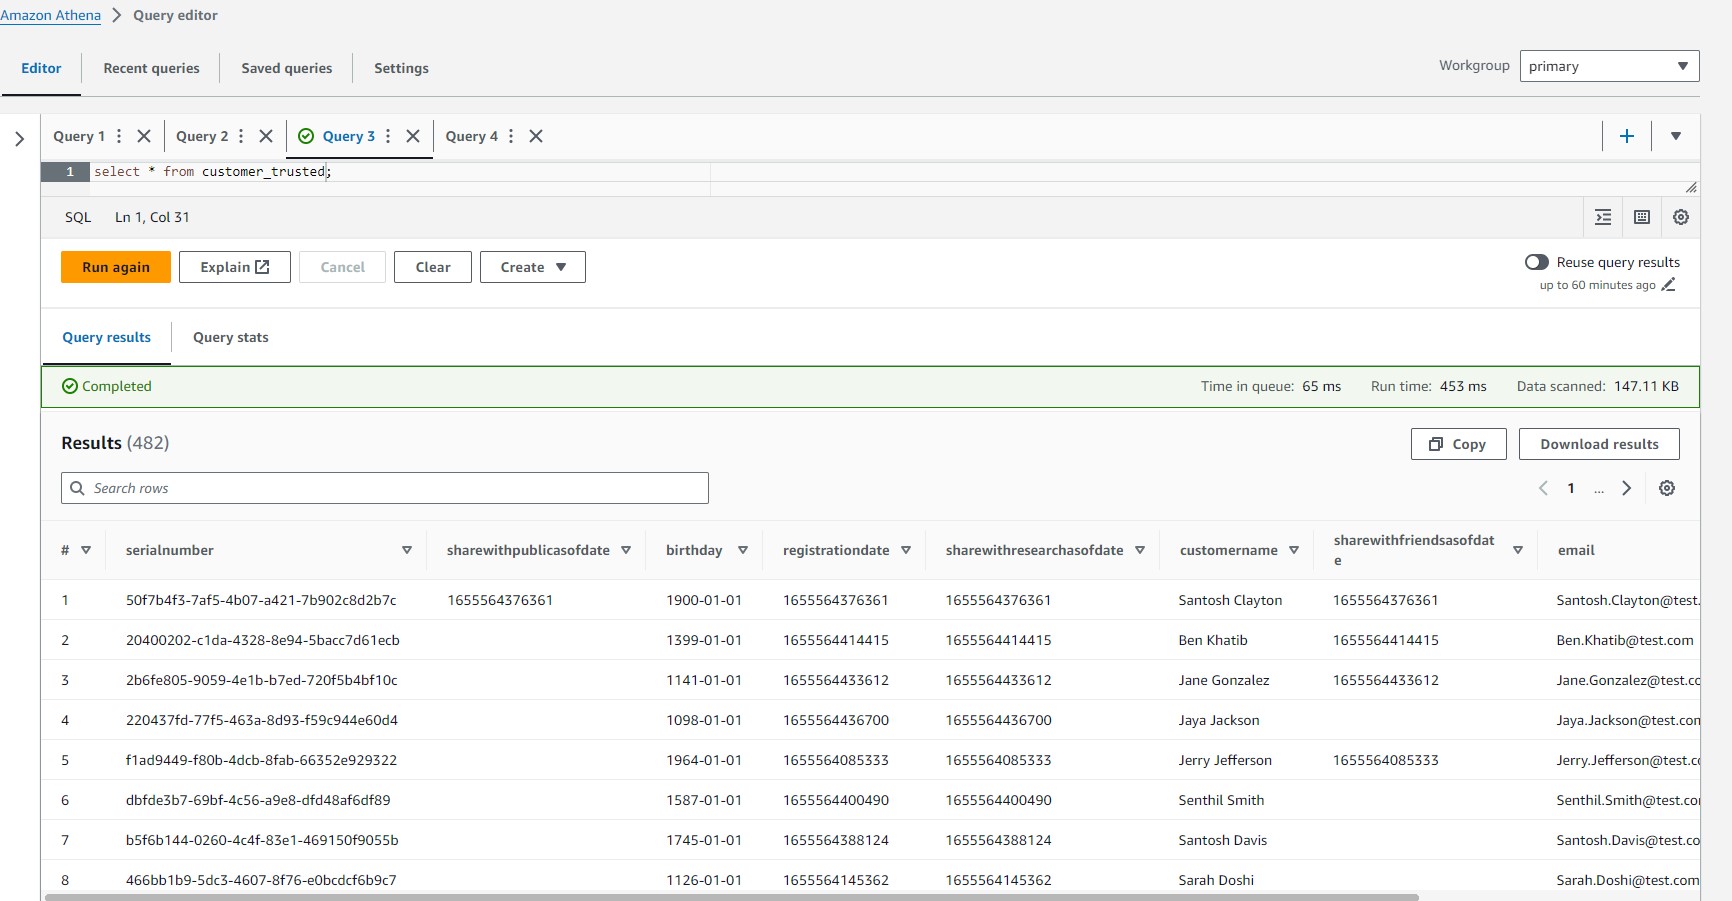 Amazon Athena > Query editor
Editor Recent queries Saved queries Settings Workgroup primary
Query 1 Query 2 Query 3 Query 4
1 select * from customer_trusted;
SQL Ln 1, Col 31
Run again Explain Cancel Clear Create Reuse query results
up to 60 minutes ago
Query results Query stats
Completed Time in queue: 65 ms Run time: 453 ms Data scanned: 147.11 KB
Results (482) Copy Download results
Search rows 1 ...
# serialnumber sharewithpublicasofdate birthday registrationdate sharewithresearchasofdate customername sharewithfriendsasofdat
e email
1 50f7b4f3-7af5-4b07-a421-7b902c8d2b7c 1655564376361 1900-01-01 1655564376361 1655564376361 Santosh Clayton 1655564376361 Santosh.Clayton@test.
2 20400202-c1da-4328-8e94-5bacc7d61ecb 1399-01-01 1655564414415 1655564414415 Ben Khatib 1655564414415 Ben.Khatib@test.com
3 2b6fe805-9059-4e1b-b7ed-720f5b4bf10c 1141-01-01 1655564433612 1655564433612 Jane Gonzalez 1655564433612 Jane.Gonzalez@test.co
4 220437fd-77f5-463a-8d93-f59c944e60d4 1098-01-01 1655564436700 1655564436700 Jaya Jackson Jaya.Jackson@test.com
5 f1ad9449-f80b-4dcb-8fab-66352e929322 1964-01-01 1655564085333 1655564085333 Jerry Jefferson 1655564085333 Jerry.Jefferson@test.co
6 dbfde3b7-69bf-4c56-a9e8-dfd48af6df89 1587-01-01 1655564400490 1655564400490 Senthil Smith Senthil.Smith@test.co
7 b5f6b144-0260-4c4f-83e1-469150f9055b 1745-01-01 1655564388124 1655564388124 Santosh Davis Santosh.Davis@test.co
8 466bb1b9-5dc3-4607-8f76-e0bcdcf6b9c7 1126-01-01 1655564145362 1655564145362 Sarah Doshi Sarah.Doshi@test.com